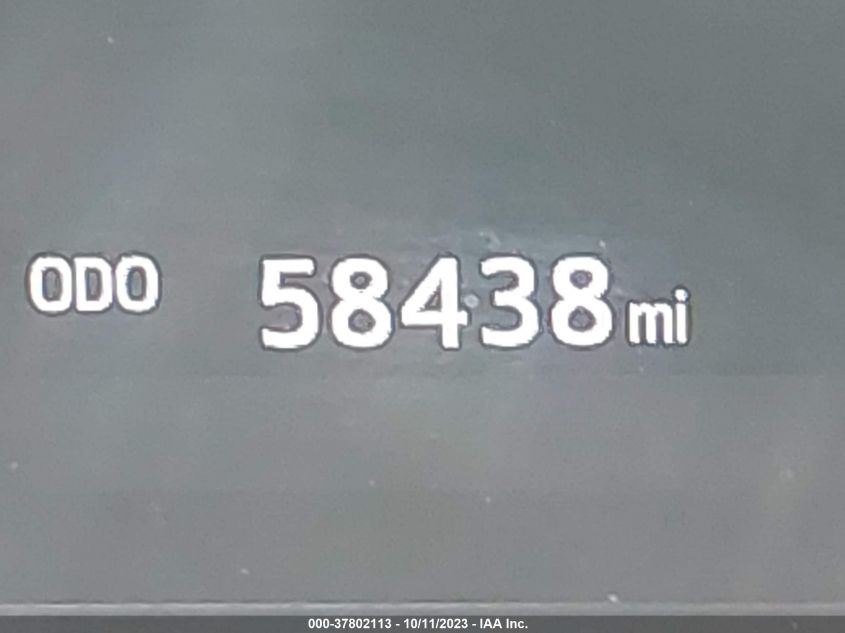 ODO 58438 mi
000-37802113 - 10/11/2023 - IAA Inc.